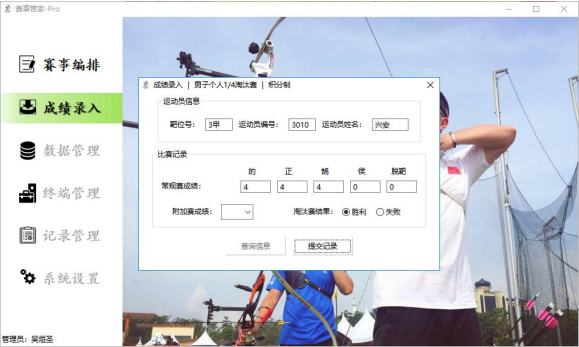 赛事管家-Pro
赛事编排
成绩录入
数据管理
终端管理
记录管理
系统设置
管理员：吴烜圣
成绩录入 | 男子个人1/4淘汰赛 | 积分制
运动员信息
靶位号： 3甲 运动员编号： 3010 运动员姓名： 兴安
比赛记录
的 正 鹄 侯 脱靶
常规赛成绩： 4 4 4 0 0
附加赛成绩： 淘汰赛结果： 胜利 失败
查询信息 提交记录